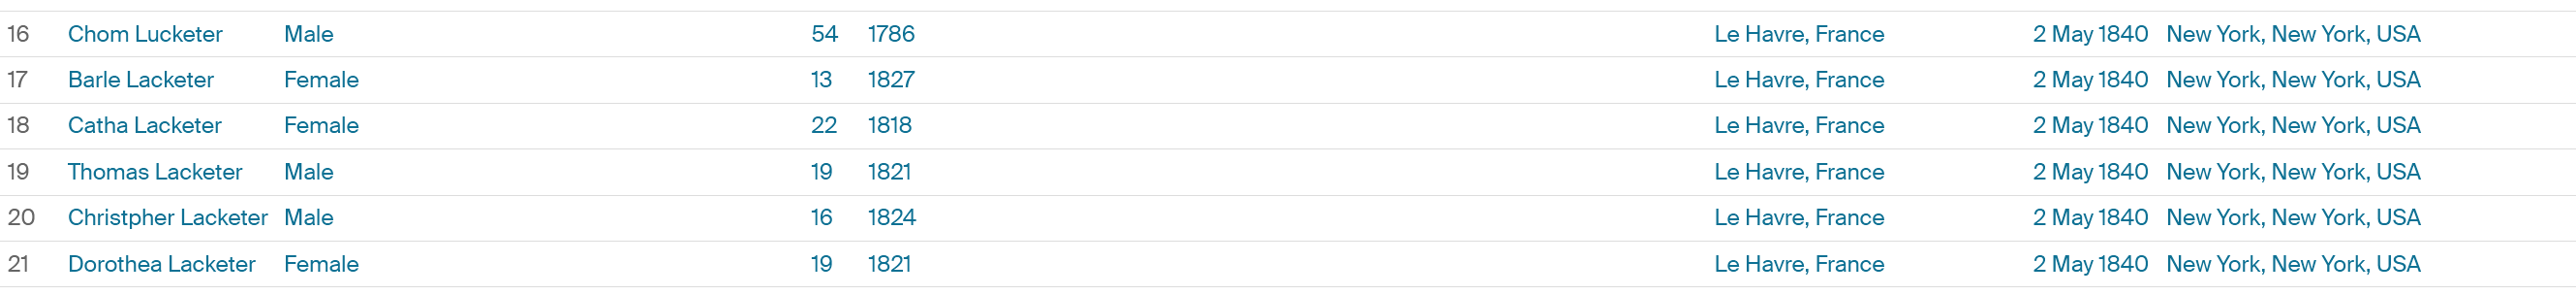 16 Chom Lucketer Male 54 1786 Le Havre, France 2 May 1840 New York, New York, USA
17 Barle Lacketer Female 13 1827 Le Havre, France 2 May 1840 New York, New York, USA
18 Catha Lacketer Female 22 1818 Le Havre, France 2 May 1840 New York, New York, USA
19 Thomas Lacketer Male 19 1821 Le Havre, France 2 May 1840 New York, New York, USA
20 Christpher Lacketer Male 16 1824 Le Havre, France 2 May 1840 New York, New York, USA
21 Dorothea Lacketer Female 19 1821 Le Havre, France 2 May 1840 New York, New York, USA